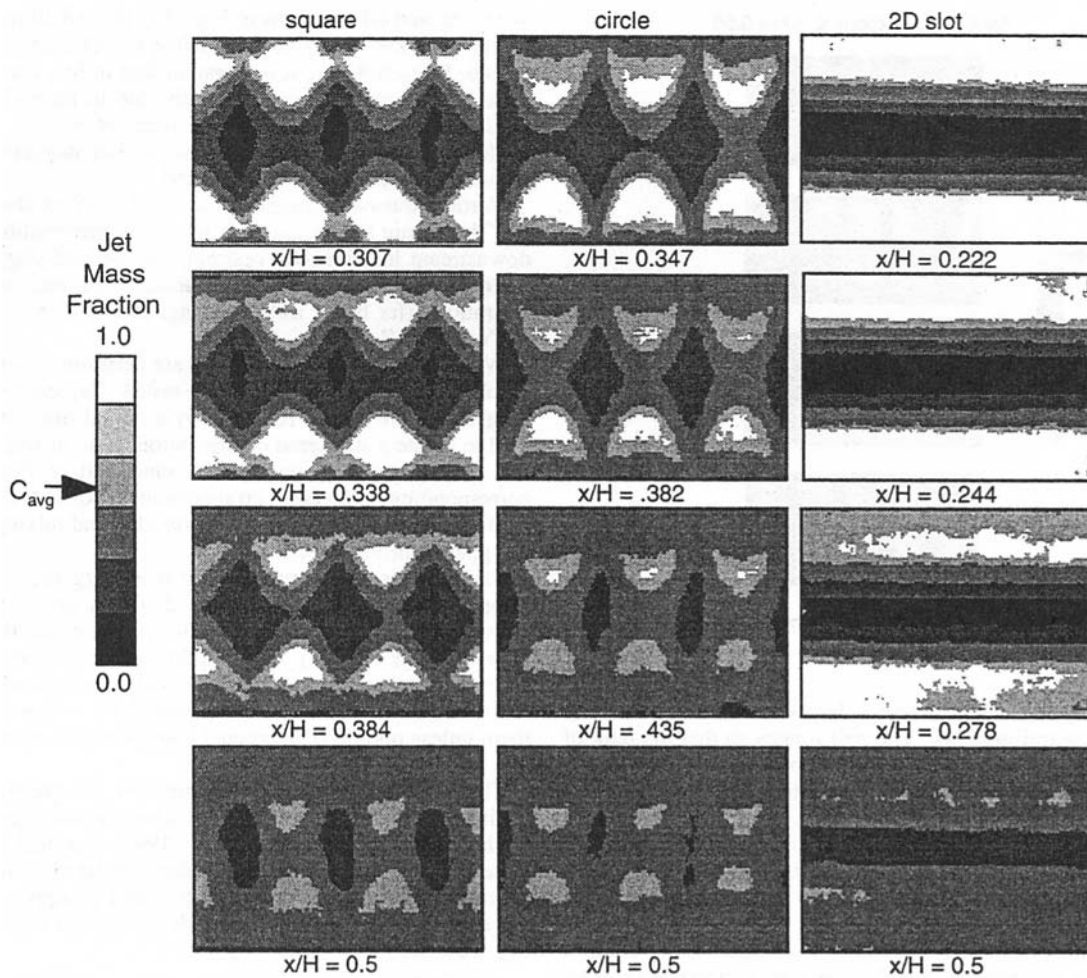 square circle 2D slot
x/H = 0.307 x/H = 0.347 x/H = 0.222
Jet
Mass
Fraction
1.0
Cavg
0.0
x/H = 0.338 x/H = .382 x/H = 0.244
x/H = 0.384 x/H = .435 x/H = 0.278
x/H = 0.5 x/H = 0.5 x/H = 0.5